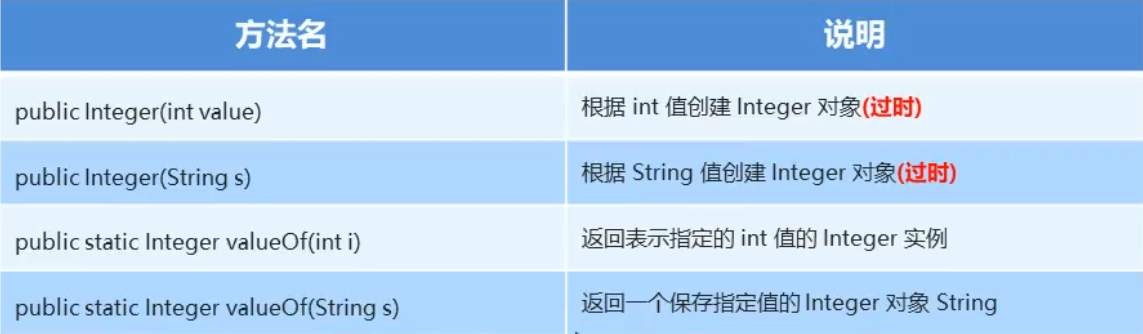 方法名 说明
public Integer(int value) 根据 int 值创建 Integer 对象(过时)
public Integer(String s) 根据 String 值创建 Integer 对象(过时)
public static Integer valueOf(int i) 返回表示指定的 int 值的 Integer 实例
public static Integer valueOf(String s) 返回一个保存指定值的 Integer 对象 String